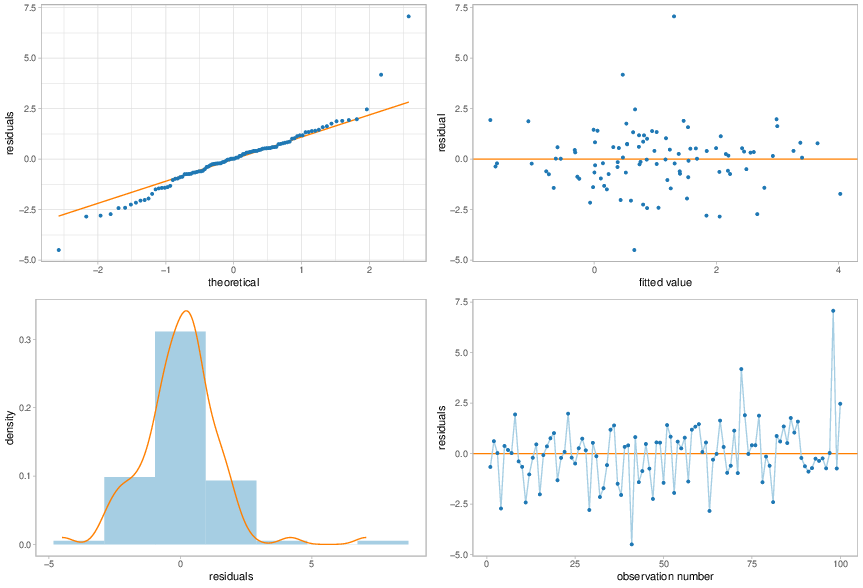 7.5
5.0
2.5
0.0
−2.5
−5.0
residuals
−2 −1 0 1 2
theoretical
7.5
5.0
2.5
0.0
−2.5
−5.0
residual
0 2 4
fitted value
0.3
0.2
0.1
0.0
density
−5 0 5
residuals
7.5
5.0
2.5
0.0
−2.5
−5.0
residuals
0 25 50 75 100
observation number